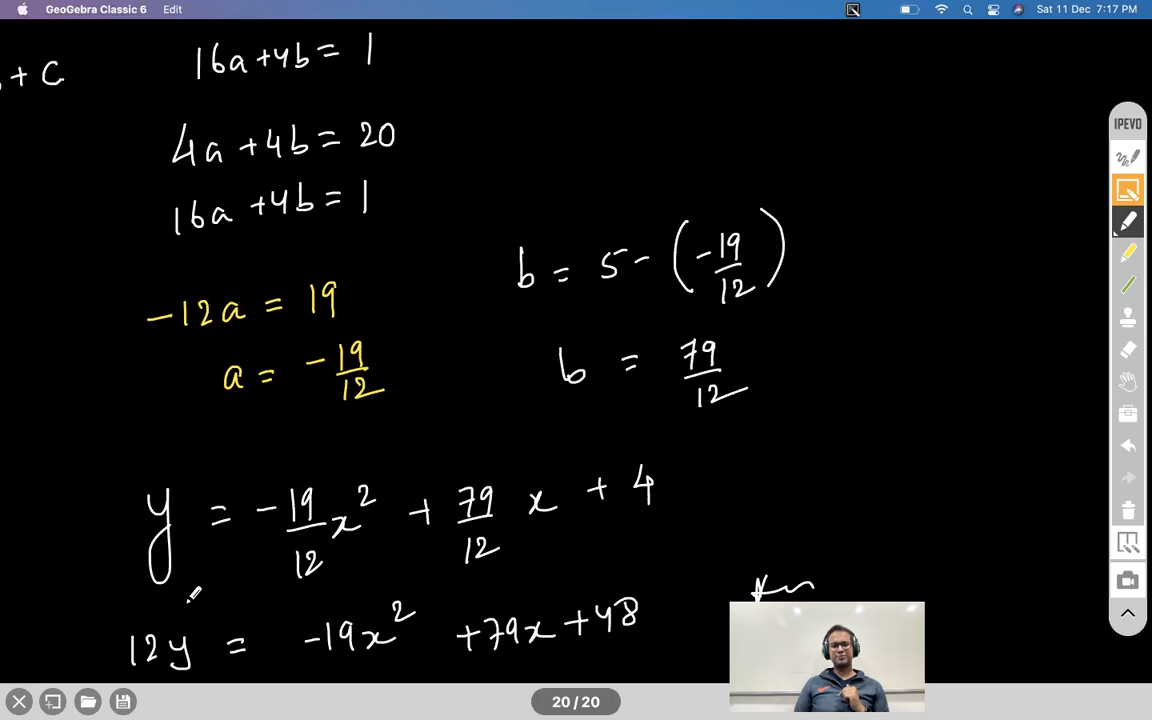 GeoGebra Classic 6 Edit Sat 11 Dec 7:17 PM
+ C
16a + 4b = 1
4a + 4b = 20
16a + 4b = 1
IPEVO
b = 5 - (-19/12)
-12a = 19
a = -19/12
b = 79/12
y = -19/12 x² + 79/12 x + 4
12y = -19x² + 79x + 48
20/20